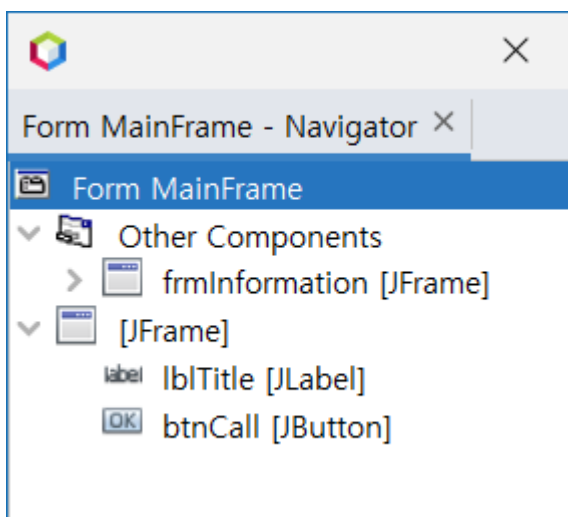 Form MainFrame - Navigator
Form MainFrame
Other Components
frmInformation [JFrame]
[JFrame]
label lblTitle [JLabel]
OK btnCall [JButton]